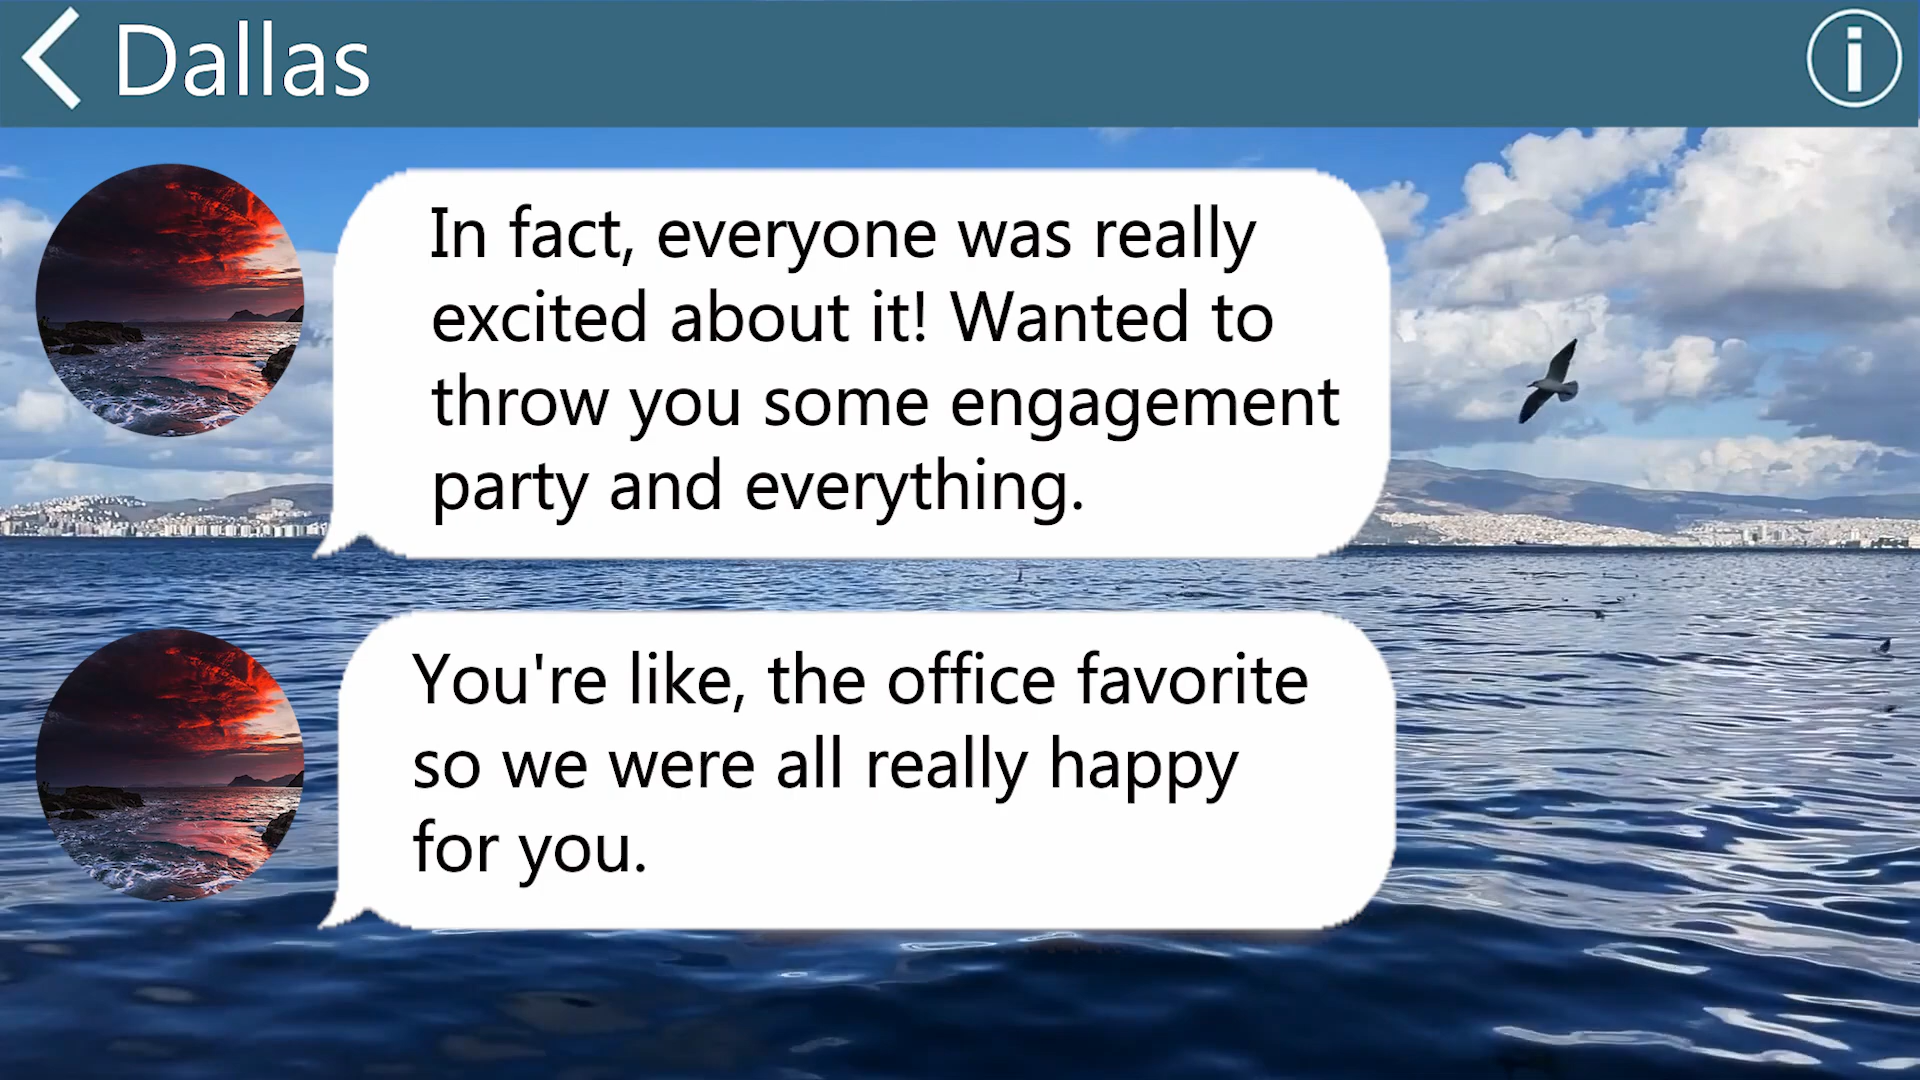 Dallas
In fact, everyone was really
excited about it! Wanted to
throw you some engagement
party and everything.
You're like, the office favorite
so we were all really happy
for you.